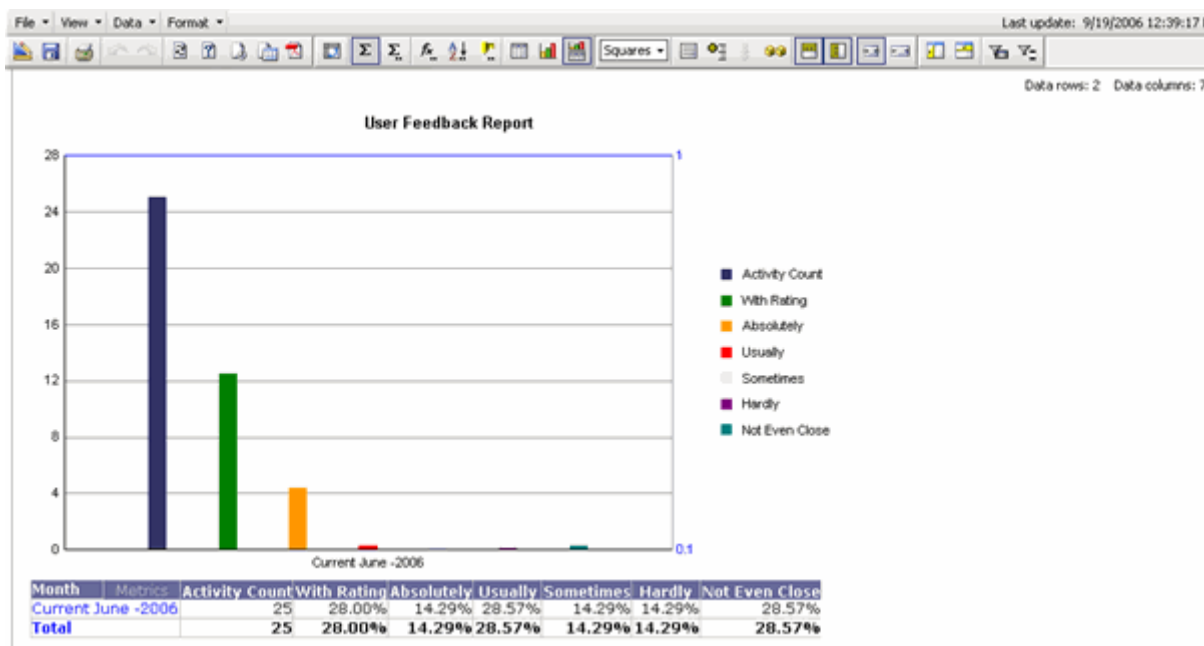 File View Data Format Last update: 9/19/2006 12:39:17
Squares
Data rows: 2 Data columns: 7
User Feedback Report
28 1
24
20
16
12
8
4
0 0.1
Current June -2006
Activity Count
With Rating
Absolutely
Usually
Sometimes
Hardly
Not Even Close
Month Metrics Activity Count With Rating Absolutely Usually Sometimes Hardly Not Even Close
Current June -2006 25 28.00% 14.29% 28.57% 14.29% 14.29% 28.57%
Total 25 28.00% 14.29% 28.57% 14.29% 14.29% 28.57%